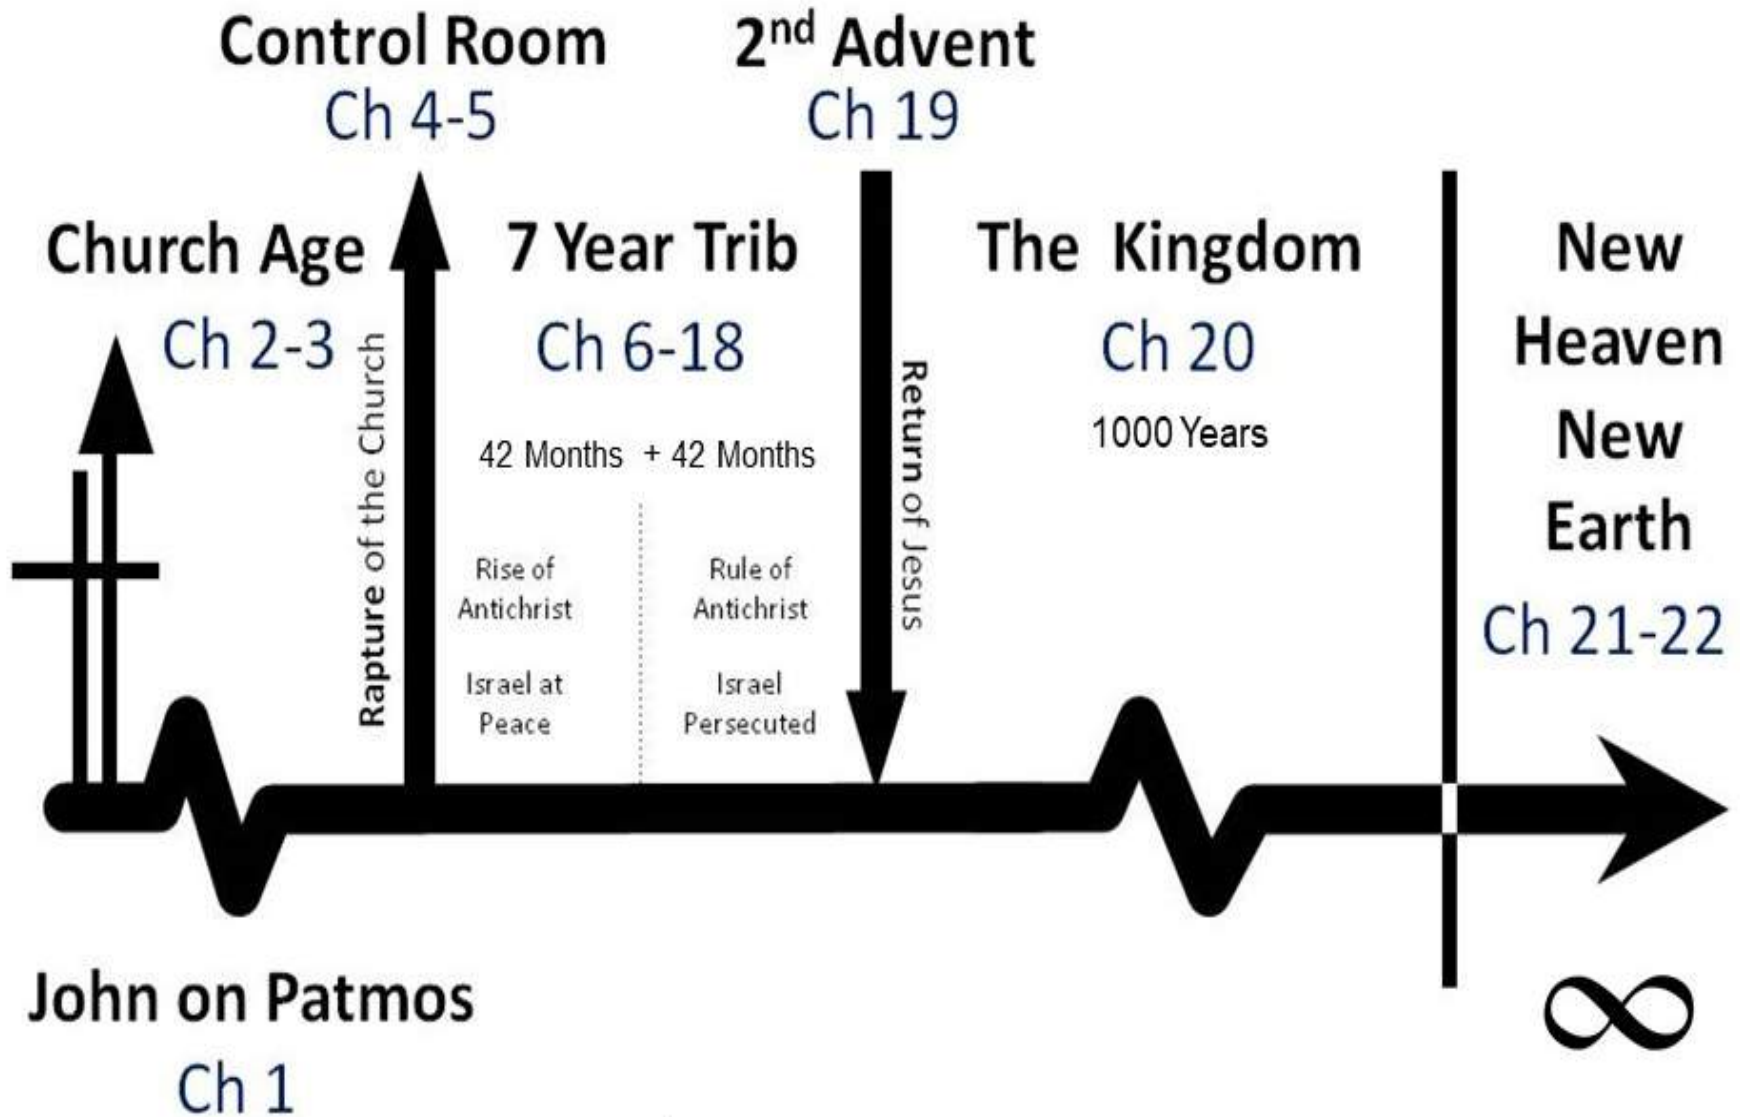 Control Room
Ch 4-5
2nd Advent
Ch 19
Church Age
Ch 2-3
Rapture of the Church
7 Year Trib
Ch 6-18
42 Months + 42 Months
Rise of
Antichrist
Israel at
Peace
Rule of
Antichrist
Israel
Persecuted
Return of Jesus
The Kingdom
Ch 20
1000 Years
New
Heaven
New
Earth
Ch 21-22
John on Patmos
Ch 1
∞